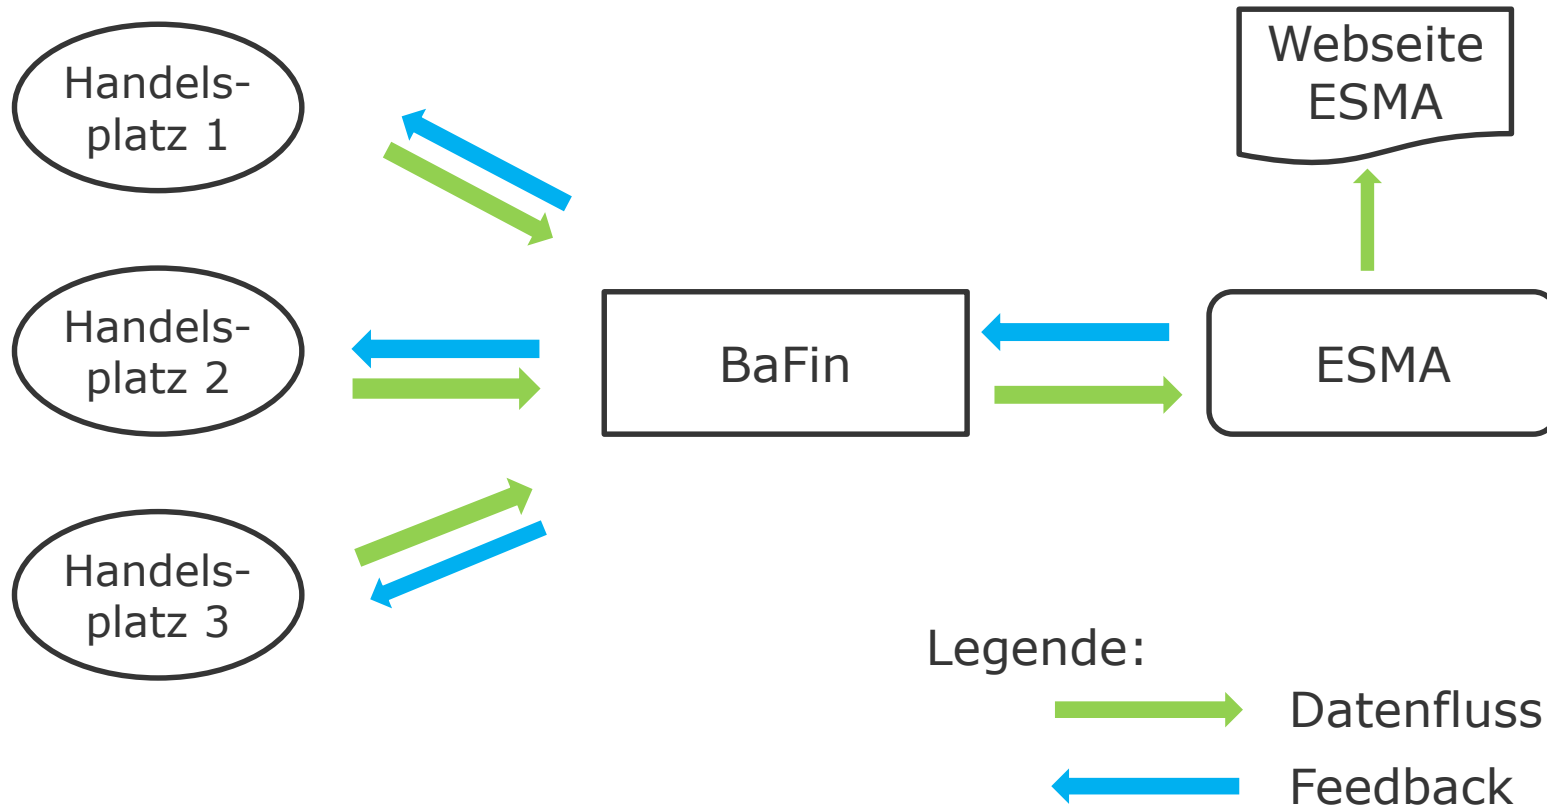 Handels-
platz 1
Webseite
ESMA
Handels-
platz 2
BaFin
ESMA
Handels-
platz 3
Legende:
Datenfluss
Feedback